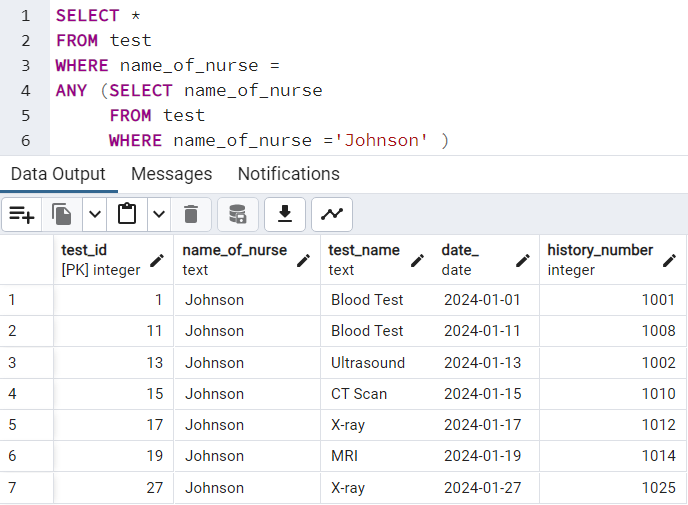 1 SELECT *
2 FROM test
3 WHERE name_of_nurse =
4 ANY (SELECT name_of_nurse
5 FROM test
6 WHERE name_of_nurse ='Johnson' )
Data Output Messages Notifications
test_id name_of_nurse test_name date_ history_number
[PK] integer text text date integer
1 1 Johnson Blood Test 2024-01-01 1001
2 11 Johnson Blood Test 2024-01-11 1008
3 13 Johnson Ultrasound 2024-01-13 1002
4 15 Johnson CT Scan 2024-01-15 1010
5 17 Johnson X-ray 2024-01-17 1012
6 19 Johnson MRI 2024-01-19 1014
7 27 Johnson X-ray 2024-01-27 1025